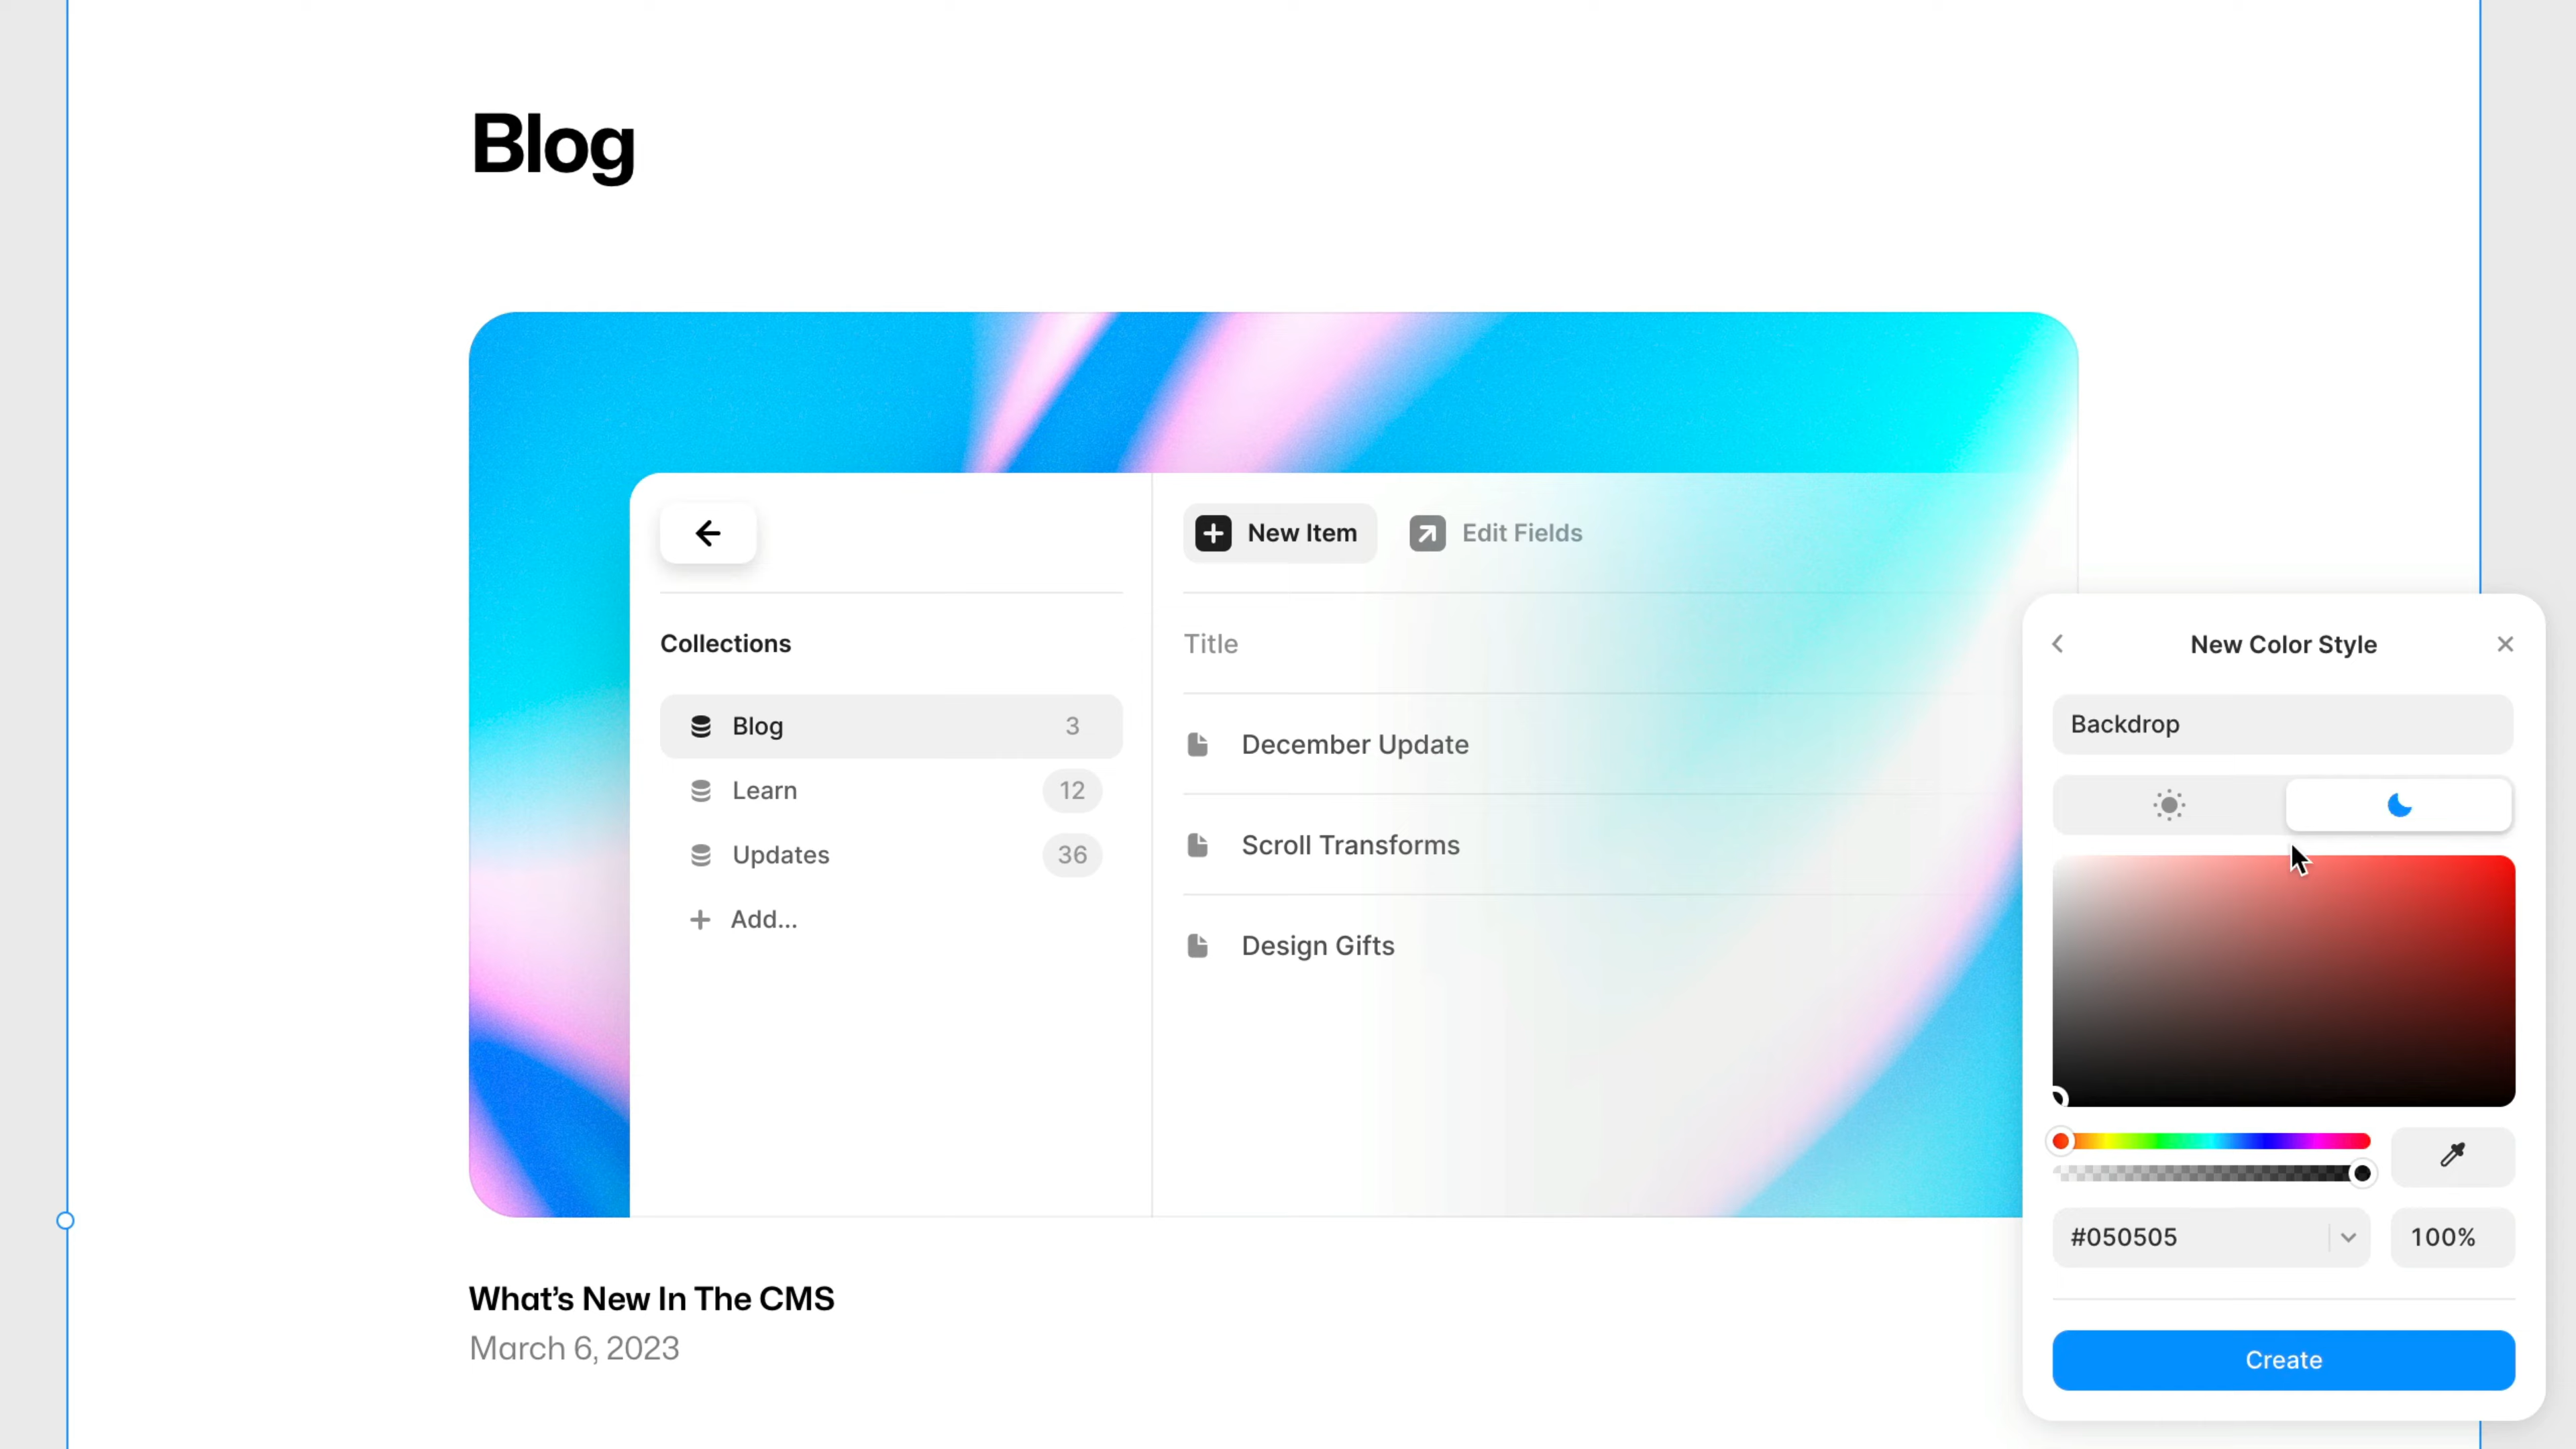 Blog
New Item
Edit Fields
Collections
Title
Blog 3
Learn 12
Updates 36
Add...
December Update
Scroll Transforms
Design Gifts
What’s New In The CMS
March 6, 2023
New Color Style
Backdrop
#050505
100%
Create